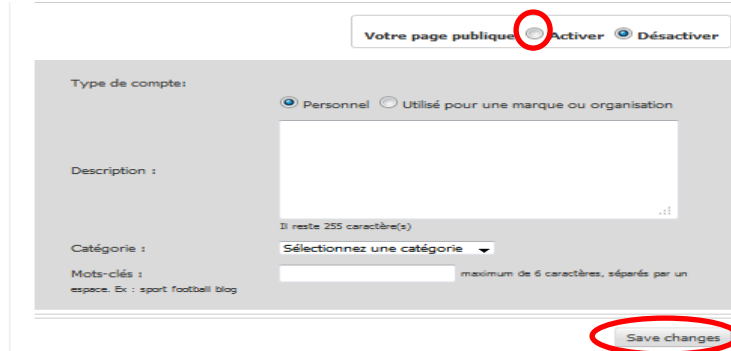 Votre page publique Activer Désactiver
Type de compte:
Personnel Utilisé pour une marque ou organisation
Description :
Il reste 255 caractère(s)
Catégorie : Sélectionnez une catégorie
Mots-clés : maximum de 6 caractères, séparés par un
espace. Ex : sport football blog
Save changes